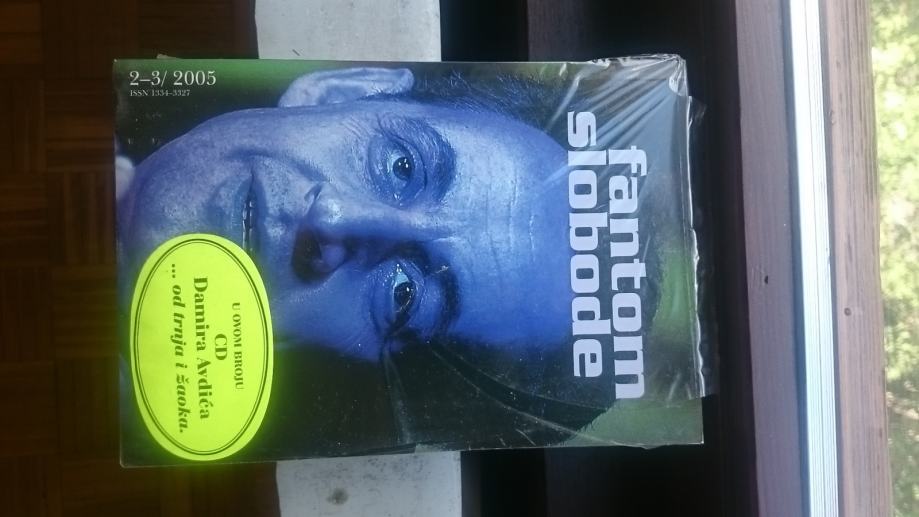 fantom
slobode
2–3/ 2005
ISSN 1334-3327
U OVOM BROJU
CD
Damira Avdića
... od trnja i žaoka.